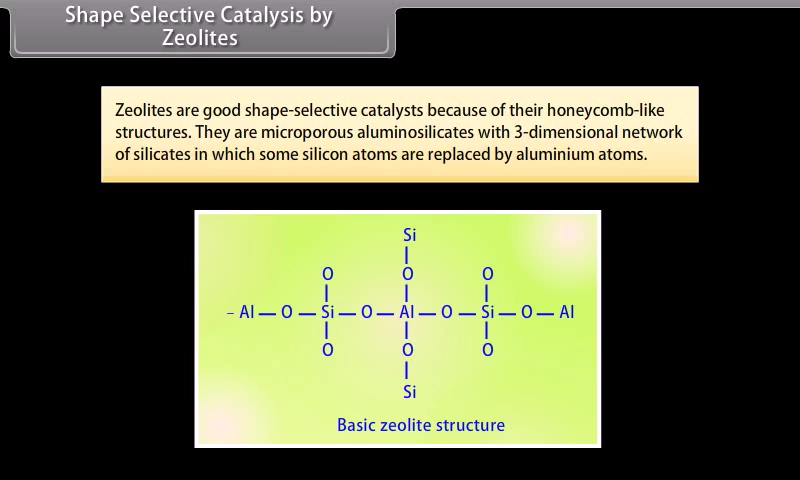 Shape Selective Catalysis by
Zeolites
Zeolites are good shape-selective catalysts because of their honeycomb-like
structures. They are microporous aluminosilicates with 3-dimensional network
of silicates in which some silicon atoms are replaced by aluminium atoms.
Si
O O O
– Al — O — Si — O — Al — O — Si — O — Al
O O O
Si
Basic zeolite structure